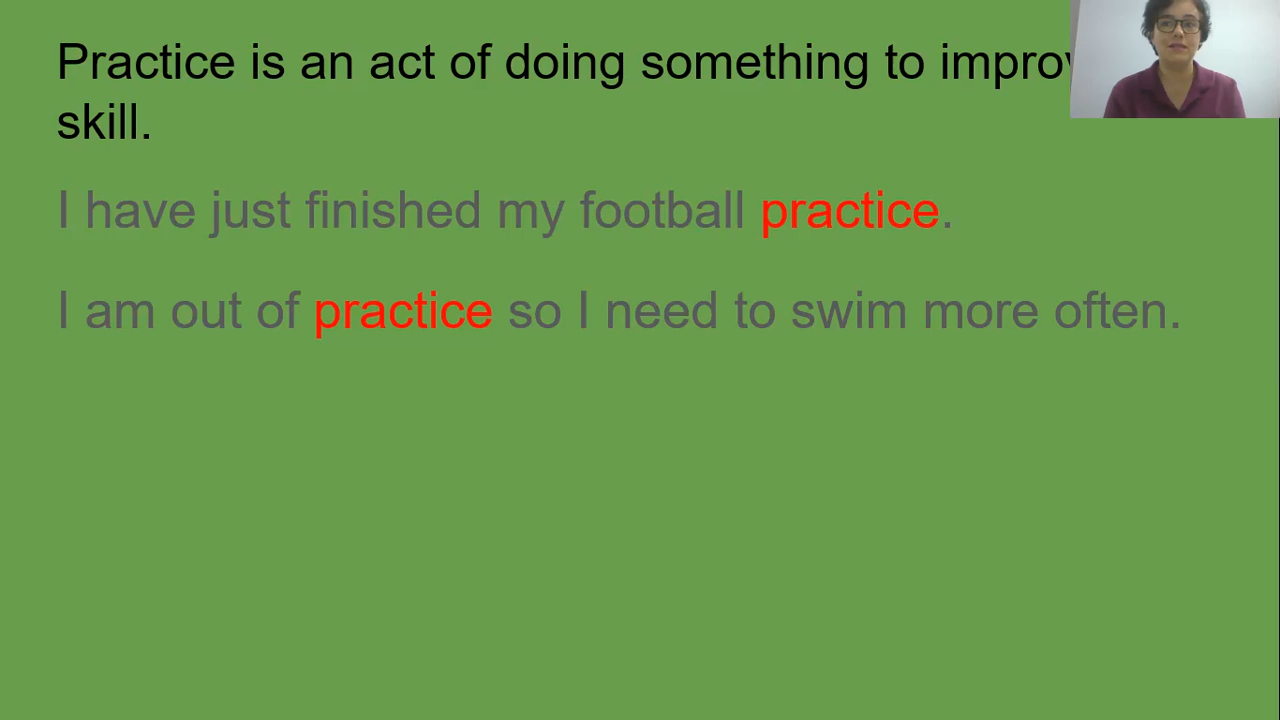 Practice is an act of doing something to
skill.
I have just finished my football practice.
I am out of practice so I need to swim more often.